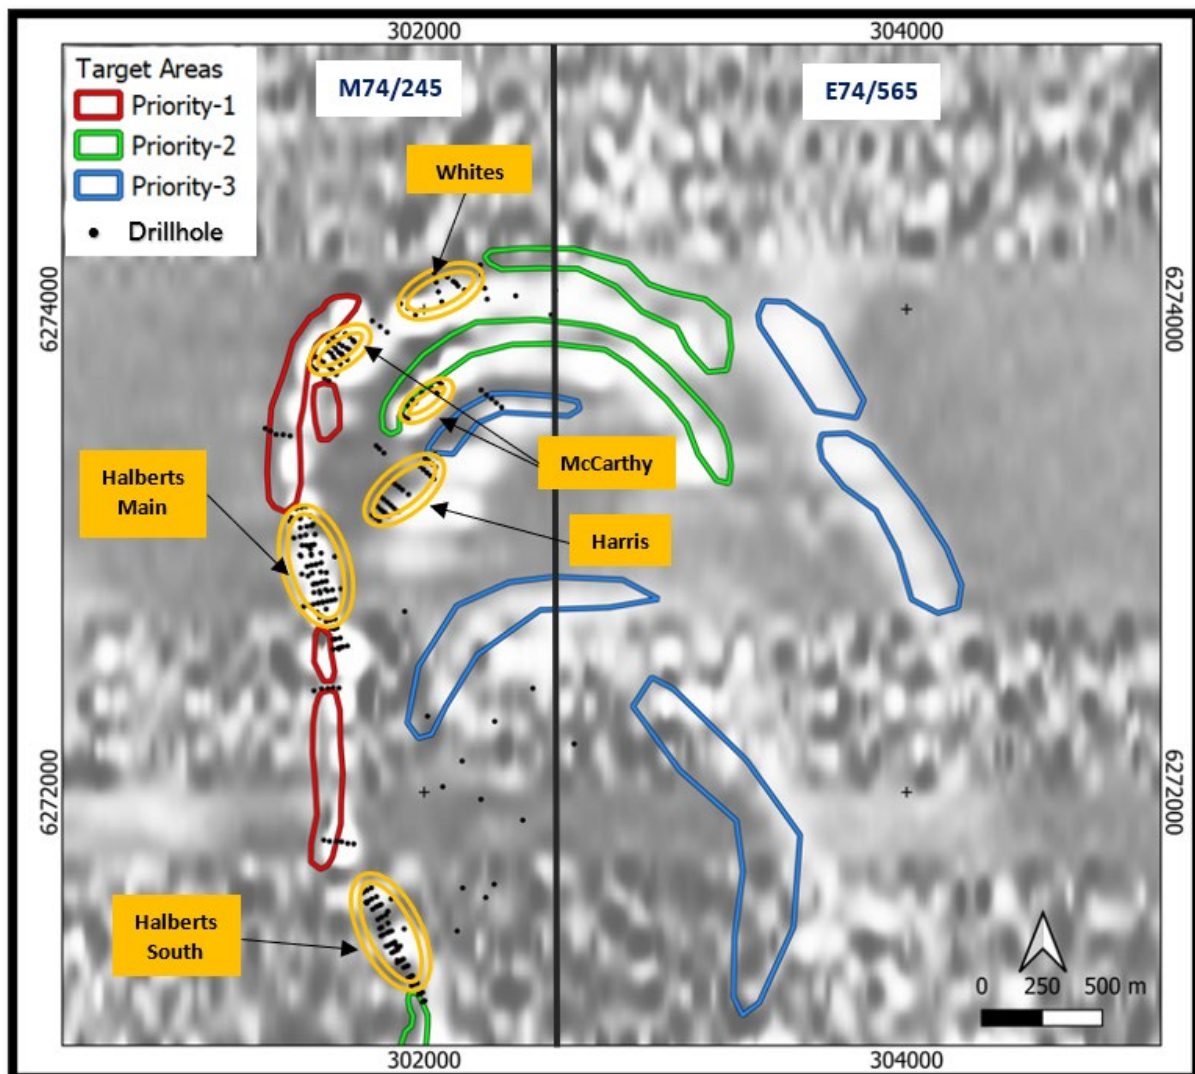 302000
304000
Target Areas
Priority-1
Priority-2
Priority-3
Drillhole
M74/245
E74/565
Whites
6274000
6274000
McCarthy
Halberts
Main
Harris
6272000
6272000
Halberts
South
0 250 500 m
302000
304000